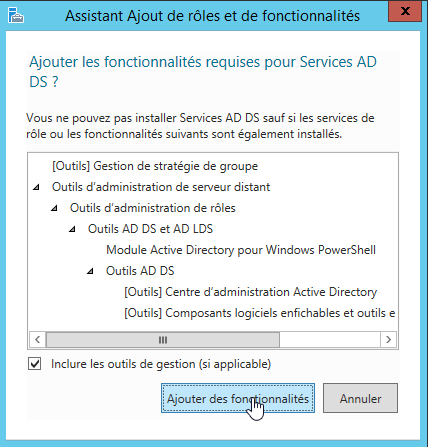 Assistant Ajout de rôles et de fonctionnalités
Ajouter les fonctionnalités requises pour Services AD
DS ?
Vous ne pouvez pas installer Services AD DS sauf si les services de
rôle ou les fonctionnalités suivants sont également installés.
[Outils] Gestion de stratégie de groupe
Outils d'administration de serveur distant
Outils d'administration de rôles
Outils AD DS et AD LDS
Module Active Directory pour Windows PowerShell
Outils AD DS
[Outils] Centre d'administration Active Directory
[Outils] Composants logiciels enfichables et outils e
Inclure les outils de gestion (si applicable)
Ajouter des fonctionnalités
Annuler